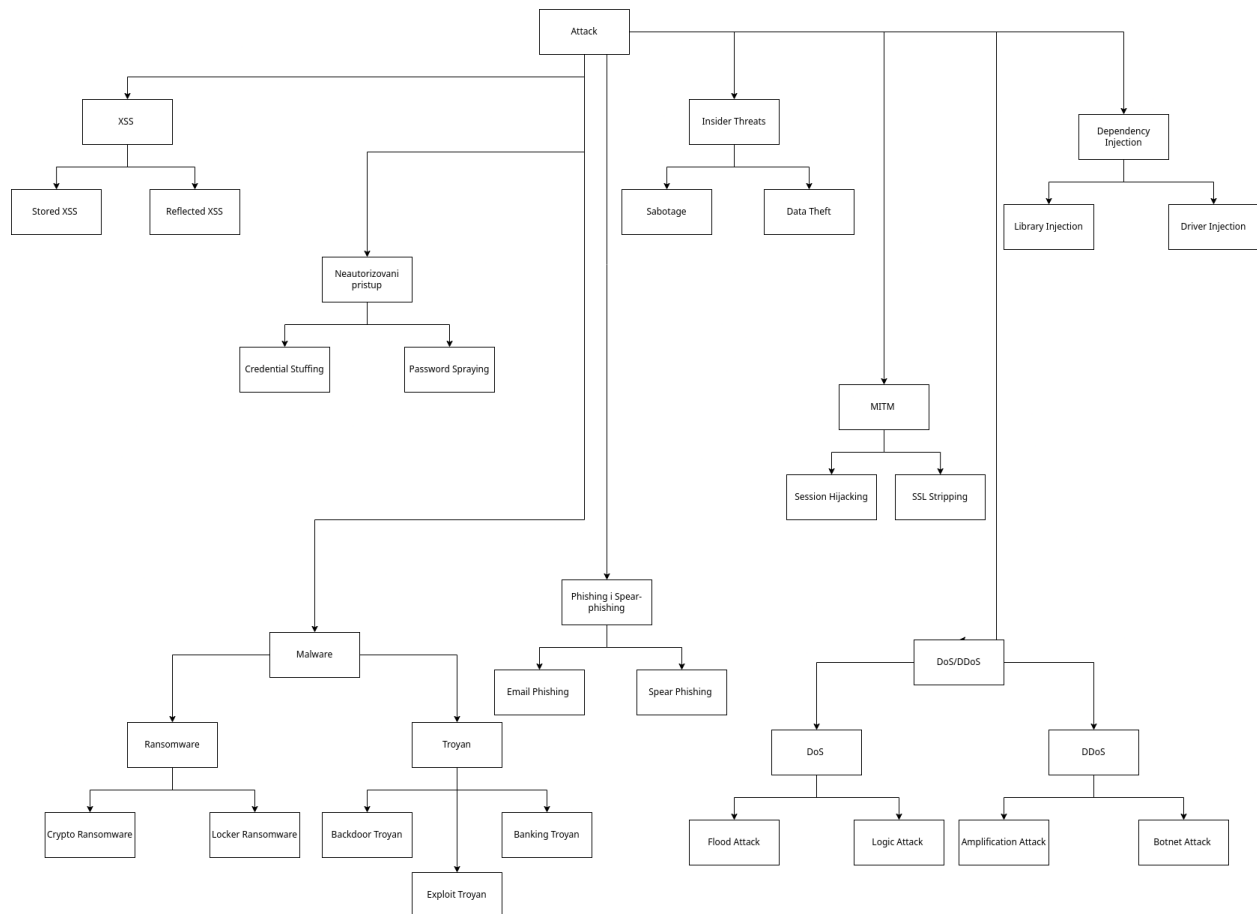 Attack
XSS
Insider Threats
Dependency
Injection
Stored XSS
Reflected XSS
Sabotage
Data Theft
Library Injection
Driver Injection
Neautorizovani
pristup
Credential Stuffing
Password Spraying
MITM
Session Hijacking
SSL Stripping
Phishing i Spear-
phishing
Malware
DoS/DDoS
Email Phishing
Spear Phishing
Ransomware
Troyan
DoS
DDoS
Crypto Ransomware
Locker Ransomware
Backdoor Troyan
Banking Troyan
Flood Attack
Logic Attack
Amplification Attack
Botnet Attack
Exploit Troyan